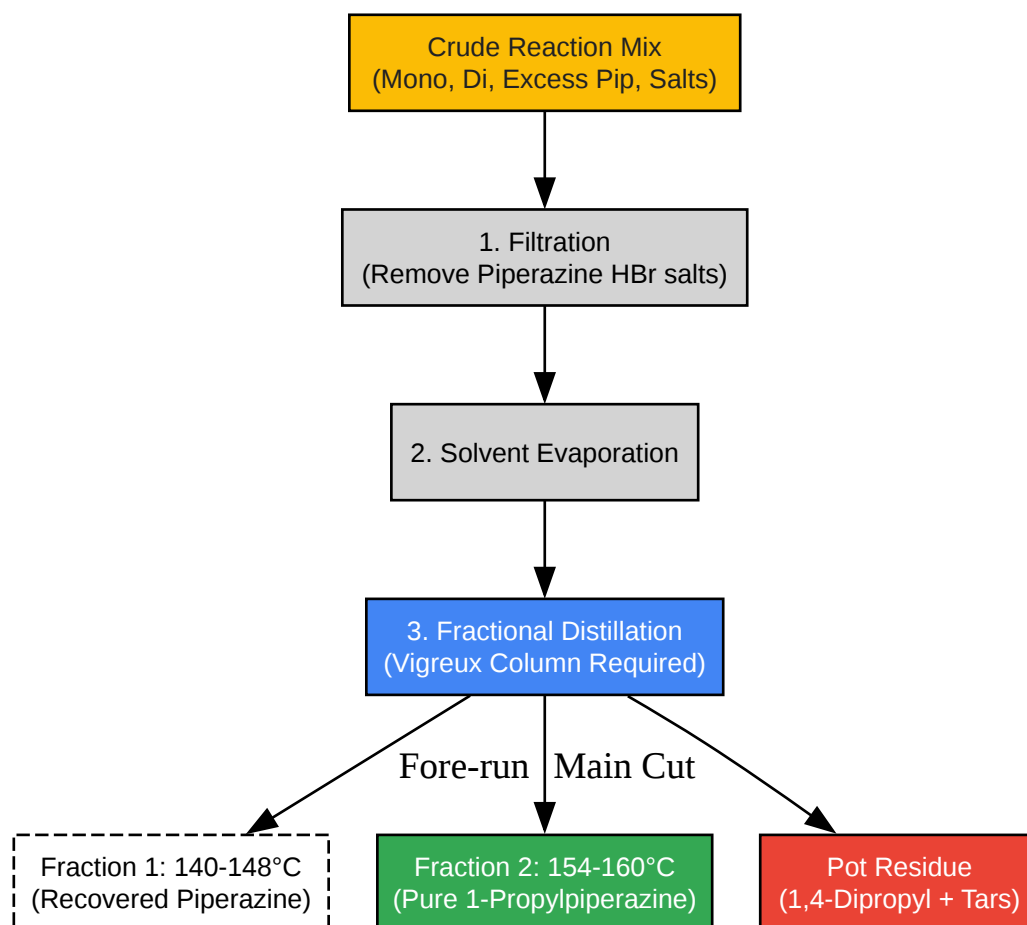 Crude Reaction Mix
(Mono, Di, Excess Pip, Salts)
1. Filtration
(Remove Piperazine HBr salts)
2. Solvent Evaporation
3. Fractional Distillation
(Vigreux Column Required)
Fore-run
Main Cut
Fraction 1: 140-148°C
(Recovered Piperazine)
Fraction 2: 154-160°C
(Pure 1-Propylpiperazine)
Pot Residue
(1,4-Dipropyl + Tars)